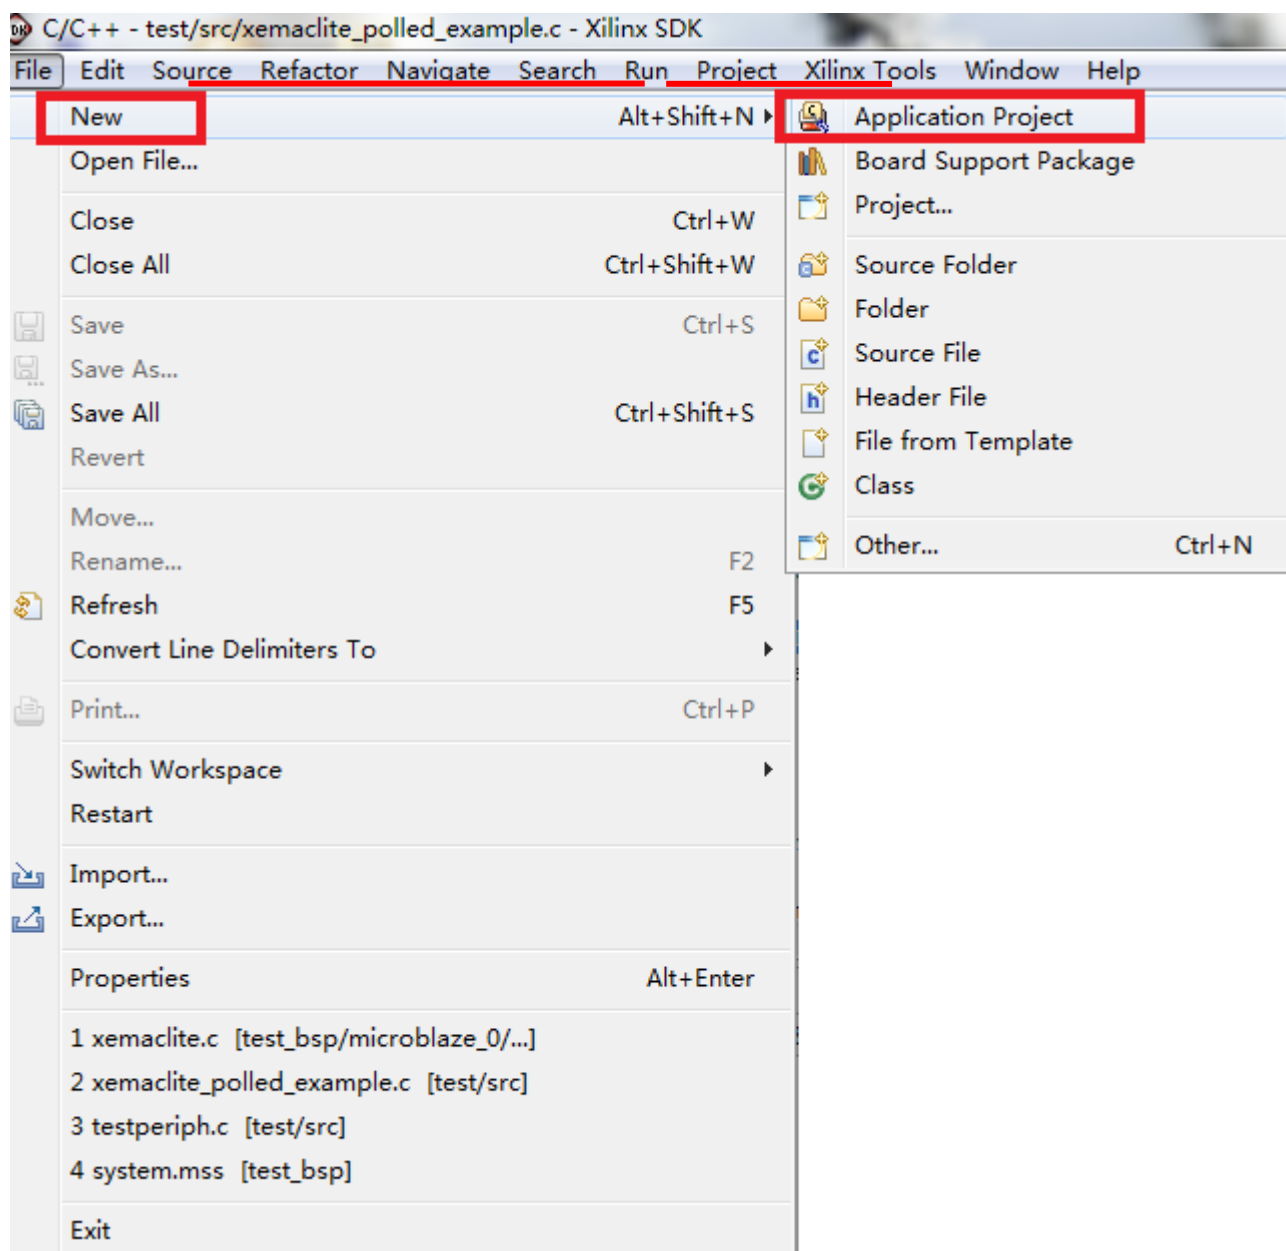 C/C++ - test/src/xemaclite_polled_example.c - Xilinx SDK
File Edit Source Refactor Navigate Search Run Project Xilinx Tools Window Help
New Alt+Shift+N
Open File...
Close Ctrl+W
Close All Ctrl+Shift+W
Save Ctrl+S
Save As...
Save All Ctrl+Shift+S
Revert
Move...
Rename... F2
Refresh F5
Convert Line Delimiters To
Print... Ctrl+P
Switch Workspace
Restart
Import...
Export...
Properties Alt+Enter
1 xemaclite.c [test_bsp/microblaze_0/...]
2 xemaclite_polled_example.c [test/src]
3 testperiph.c [test/src]
4 system.mss [test_bsp]
Exit
Application Project
Board Support Package
Project...
Source Folder
Folder
Source File
Header File
File from Template
Class
Other... Ctrl+N